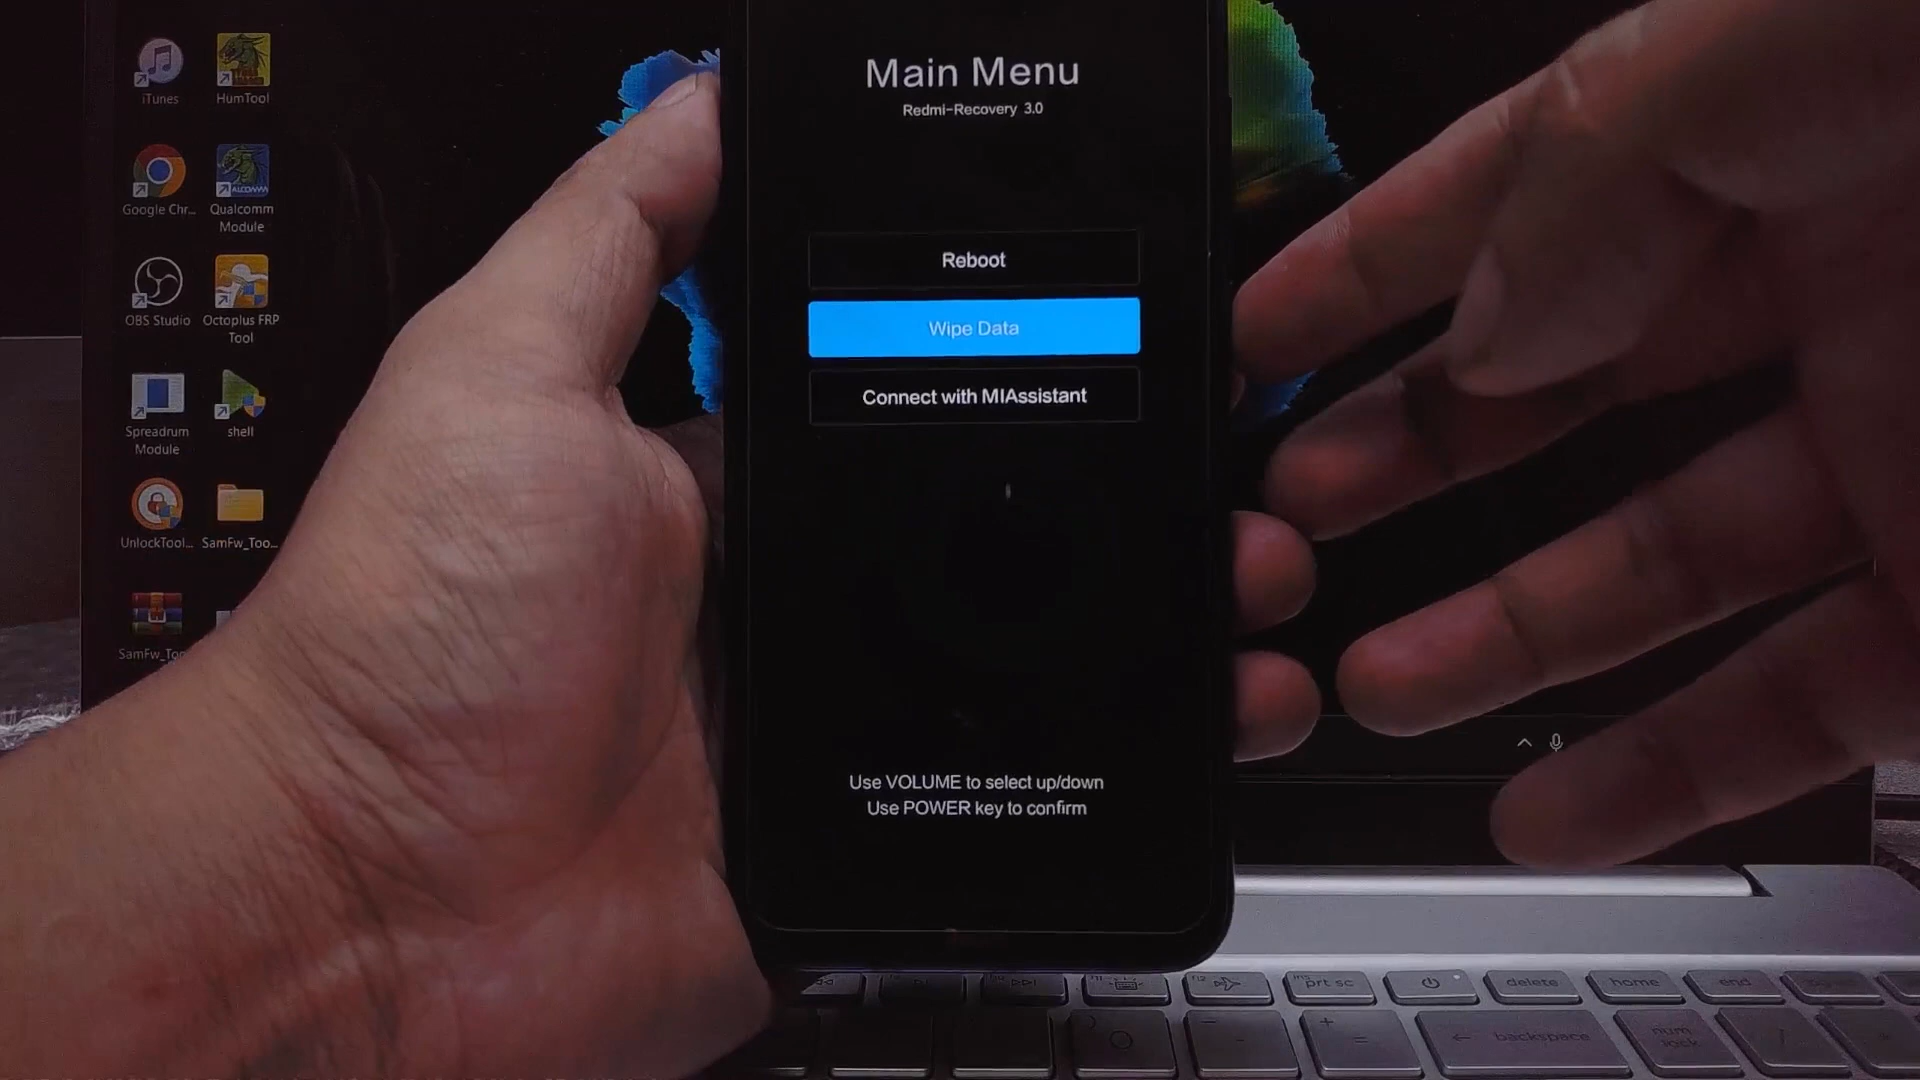 Main Menu
Redmi-Recovery 3.0
Reboot
Wipe Data
Connect with MIAssistant
Use VOLUME to select up/down
Use POWER key to confirm
iTunes
HumTool
Google Chr...
Qualcomm
Module
OBS Studio
Octoplus FRP
Tool
Spreadrum
Module
shell
UnlockTool...
SamFw_Too...
SamFw_Too
prt sc
delete
home
end
backspace
num
lock